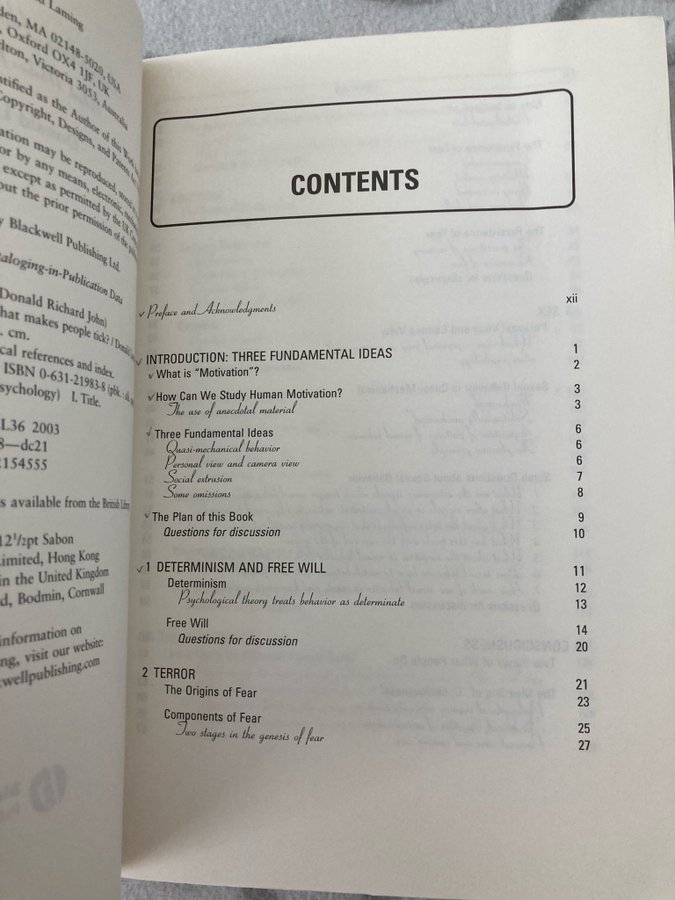 d Laming
den, MA 02148-5020, USA
, Oxford OX4 1JF, UK
lton, Victoria 3053, Australia
ntified as the Author of this Work
Copyright, Designs, and Patents
ation may be reproduced, stored
or by any means, electronic,
except as permitted by the UK
out the prior permission of the
y Blackwell Publishing Ltd
aloging-in-Publication Data
Donald Richard John)
hat makes people tick? / Donald
. cm.
cal references and index.
ISBN 0-631-21983-8 (pbk. : alk.
sychology) I. Title.
L36 2003
8—dc21
2154555
s available from the British
12½pt Sabon
Limited, Hong Kong
in the United Kingdom
d, Bodmin, Cornwall
information on
ng, visit our website:
wellpublishing.com
CONTENTS
Preface and Acknowledgments xii
INTRODUCTION: THREE FUNDAMENTAL IDEAS 1
What is “Motivation”? 2
How Can We Study Human Motivation? 3
The use of anecdotal material 3
Three Fundamental Ideas 6
Quasi-mechanical behavior 6
Personal view and camera view 6
Social extrusion 7
Some omissions 8
The Plan of this Book 9
Questions for discussion 10
1 DETERMINISM AND FREE WILL 11
Determinism 12
Psychological theory treats behavior as determinate 13
Free Will 14
Questions for discussion 20
2 TERROR 21
The Origins of Fear 23
Components of Fear 25
Two stages in the genesis of fear 27